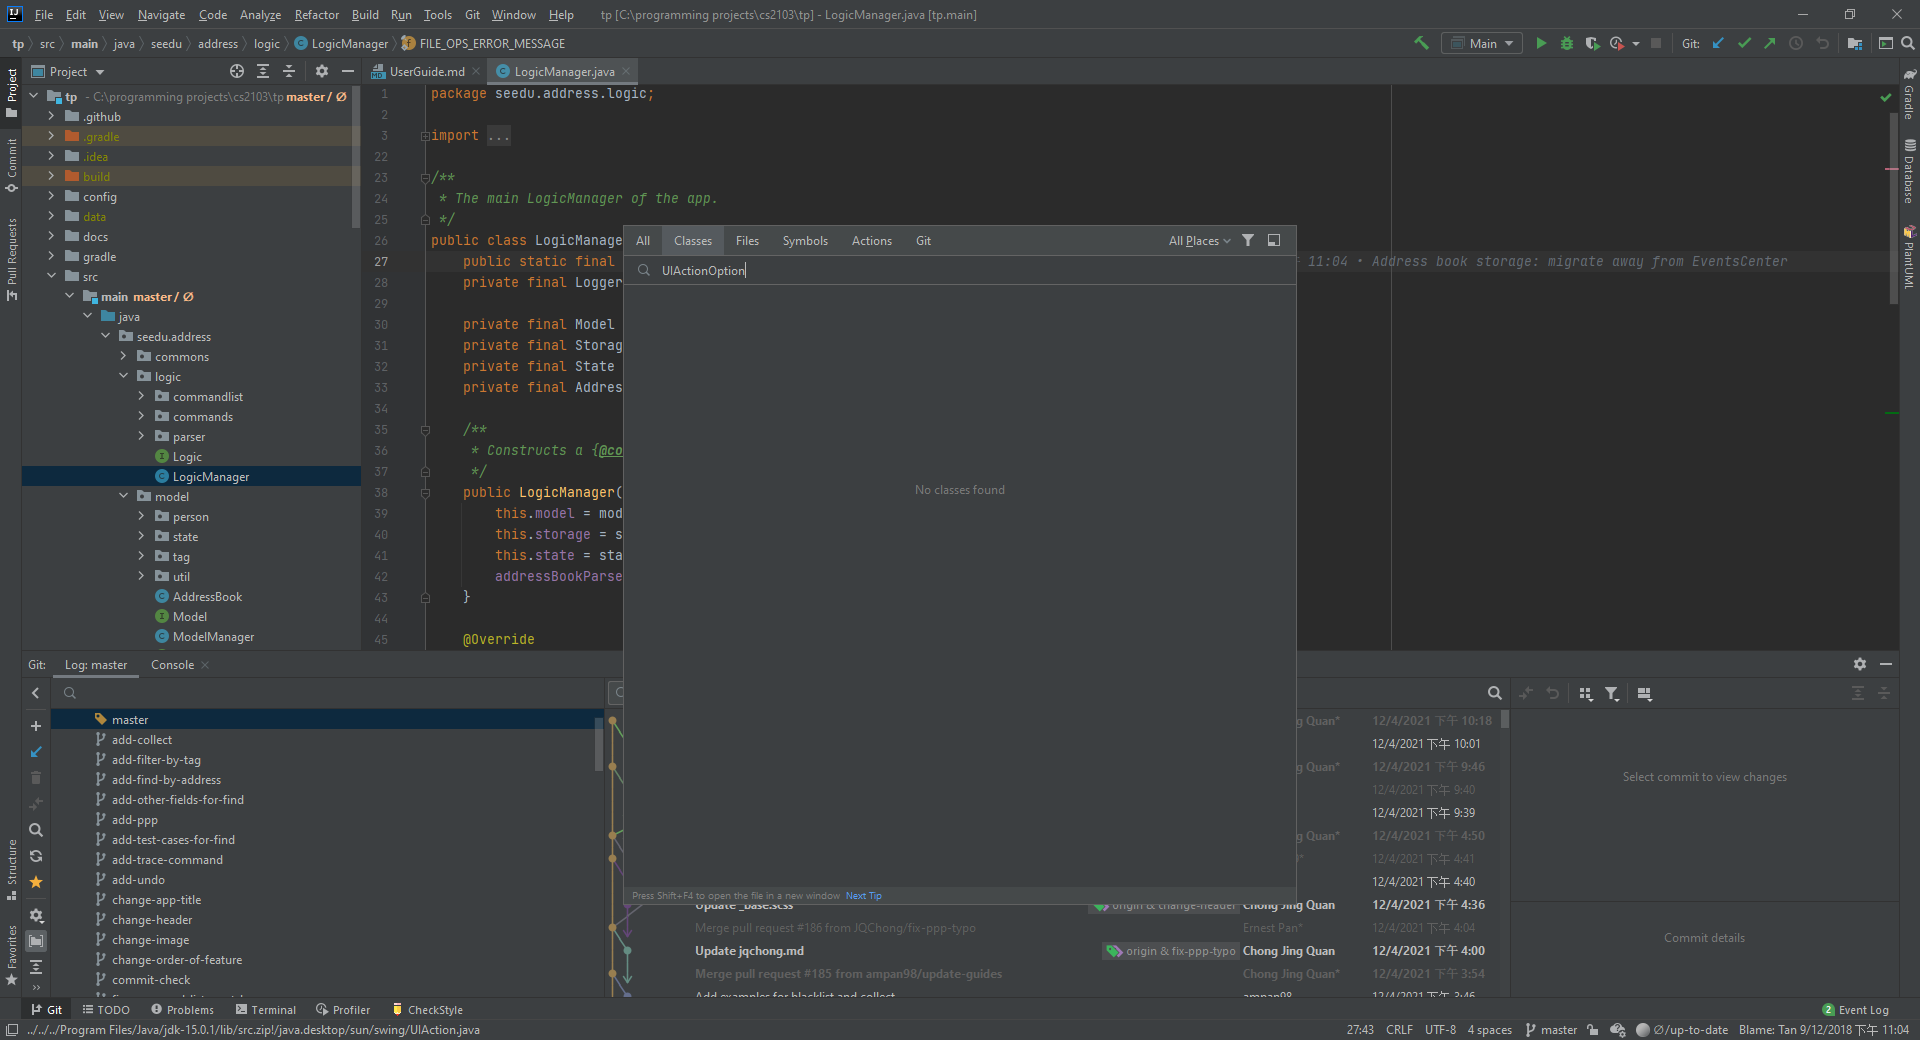 File Edit View Navigate Code Analyze Refactor Build Run Tools Git Window Help tp [C:\programming projects\cs2103\tp] - LogicManager.java [tp.main]
tp src main java seedu address logic LogicManager FILE_OPS_ERROR_MESSAGE Main Git:
Project UserGuide.md LogicManager.java
tp - C:\programming projects\cs2103\tp master / Ø
.github
.gradle
.idea
build
config
data
docs
gradle
src
main master / Ø
java
seedu.address
commons
logic
commandlist
commands
parser
Logic
LogicManager
model
person
state
tag
util
AddressBook
Model
ModelManager
1 package seedu.address.logic;
2
3 import ...
22
23 /**
24 * The main LogicManager of the app.
25 */
26 public class LogicManage
27 public static final 11:04 • Address book storage: migrate away from EventsCenter
28 private final Logger
29
30 private final Model
31 private final Storag
32 private final State
33 private final Addres
34
35 /**
36 * Constructs a {@co
37 */
38 public LogicManager(
39 this.model = mod
40 this.storage = s
41 this.state = sta
42 addressBookParse
43 }
44
45 @Override
All Classes Files Symbols Actions Git All Places
UIActionOption
No classes found
Press Shift+F4 to open the file in a new window Next Tip
Project
Commit
Pull Requests
Structure
Favorites
Gradle
Database
PlantUML
Git: Log: master Console
master
add-collect
add-filter-by-tag
add-find-by-address
add-other-fields-for-find
add-ppp
add-test-cases-for-find
add-trace-command
add-undo
change-app-title
change-header
change-image
change-order-of-feature
commit-check
g Quan* 12/4/2021 下午 10:18
12/4/2021 下午 10:01
g Quan* 12/4/2021 下午 9:46
12/4/2021 下午 9:40
12/4/2021 下午 9:39
g Quan* 12/4/2021 下午 4:50
12/4/2021 下午 4:41
12/4/2021 下午 4:40
Update _base.scss origin & change-header Chong Jing Quan 12/4/2021 下午 4:36
Merge pull request #186 from JQChong/fix-ppp-typo Ernest Pan* 12/4/2021 下午 4:04
Update jqchong.md origin & fix-ppp-typo Chong Jing Quan 12/4/2021 下午 4:00
Merge pull request #185 from ampan98/update-guides Chong Jing Quan* 12/4/2021 下午 3:54
Add examples for blacklist and collect ampan98 12/4/2021 下午 3:46
Select commit to view changes
Commit details
Git TODO Problems Terminal Profiler CheckStyle 2 Event Log
../../../Program Files/Java/jdk-15.0.1/lib/src.zip!/java.desktop/sun/swing/UIAction.java 27:43 CRLF UTF-8 4 spaces master Ø/up-to-date Blame: Tan 9/12/2018 下午 11:04